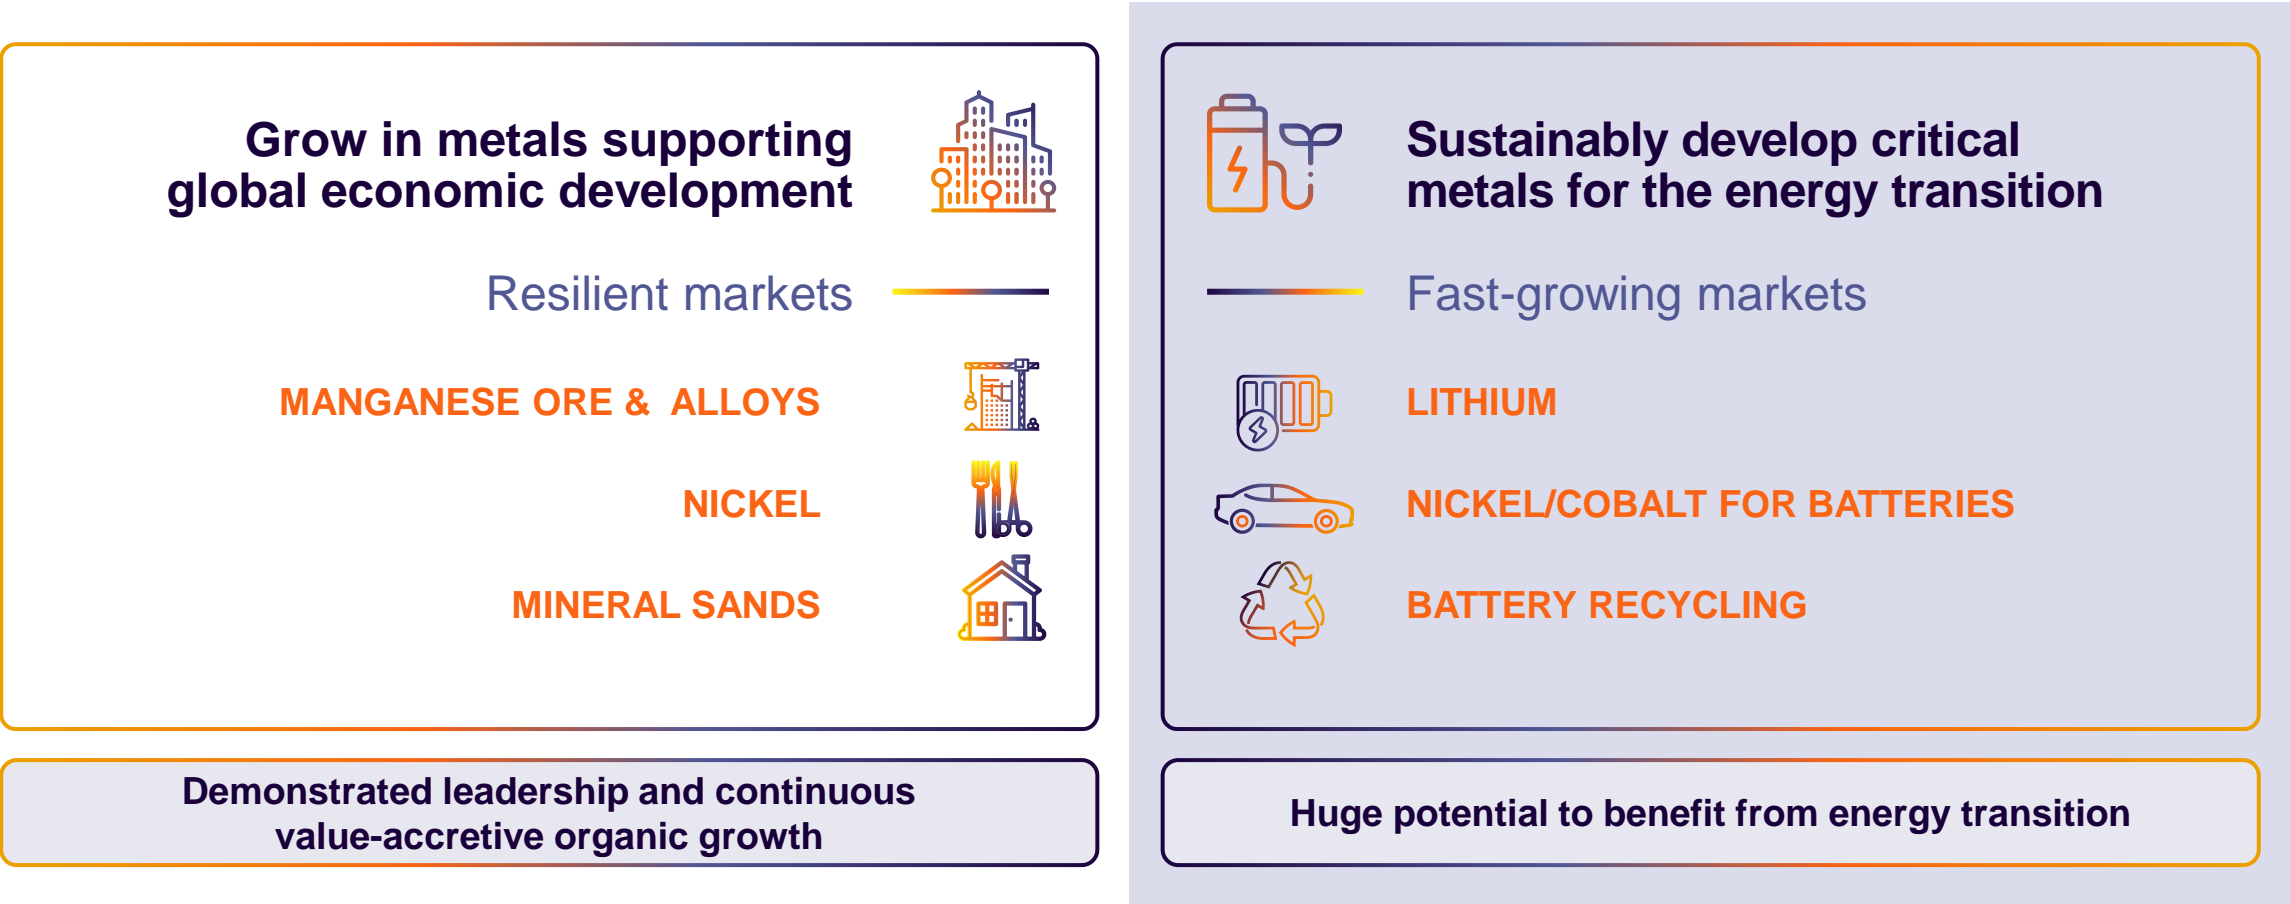 Grow in metals supporting
global economic development
Resilient markets
MANGANESE ORE & ALLOYS
NICKEL
MINERAL SANDS
Demonstrated leadership and continuous
value-accretive organic growth
Sustainably develop critical
metals for the energy transition
Fast-growing markets
LITHIUM
NICKEL/COBALT FOR BATTERIES
BATTERY RECYCLING
Huge potential to benefit from energy transition